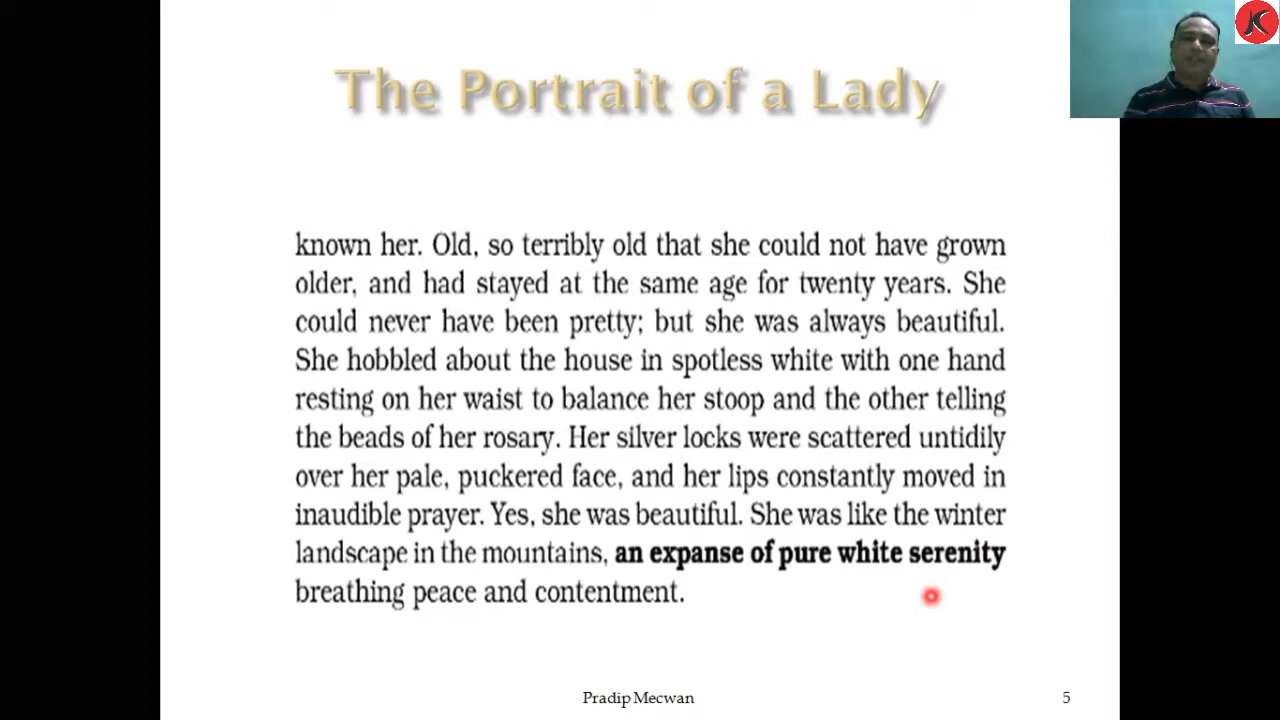 The Portrait of a Lady
known her. Old, so terribly old that she could not have grown
older, and had stayed at the same age for twenty years. She
could never have been pretty; but she was always beautiful.
She hobbled about the house in spotless white with one hand
resting on her waist to balance her stoop and the other telling
the beads of her rosary. Her silver locks were scattered untidily
over her pale, puckered face, and her lips constantly moved in
inaudible prayer. Yes, she was beautiful. She was like the winter
landscape in the mountains, an expanse of pure white serenity
breathing peace and contentment.
Pradip Mecwan
5
K